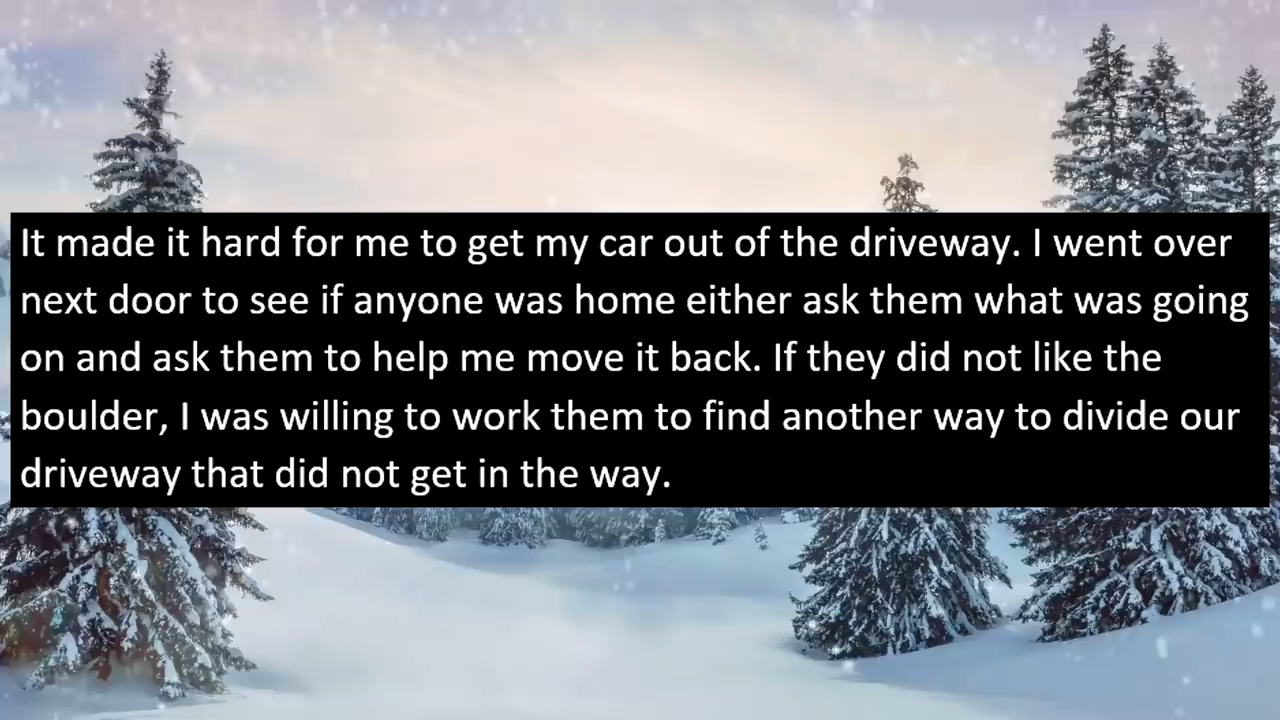 It made it hard for me to get my car out of the driveway. I went over
next door to see if anyone was home either ask them what was going
on and ask them to help me move it back. If they did not like the
boulder, I was willing to work them to find another way to divide our
driveway that did not get in the way.